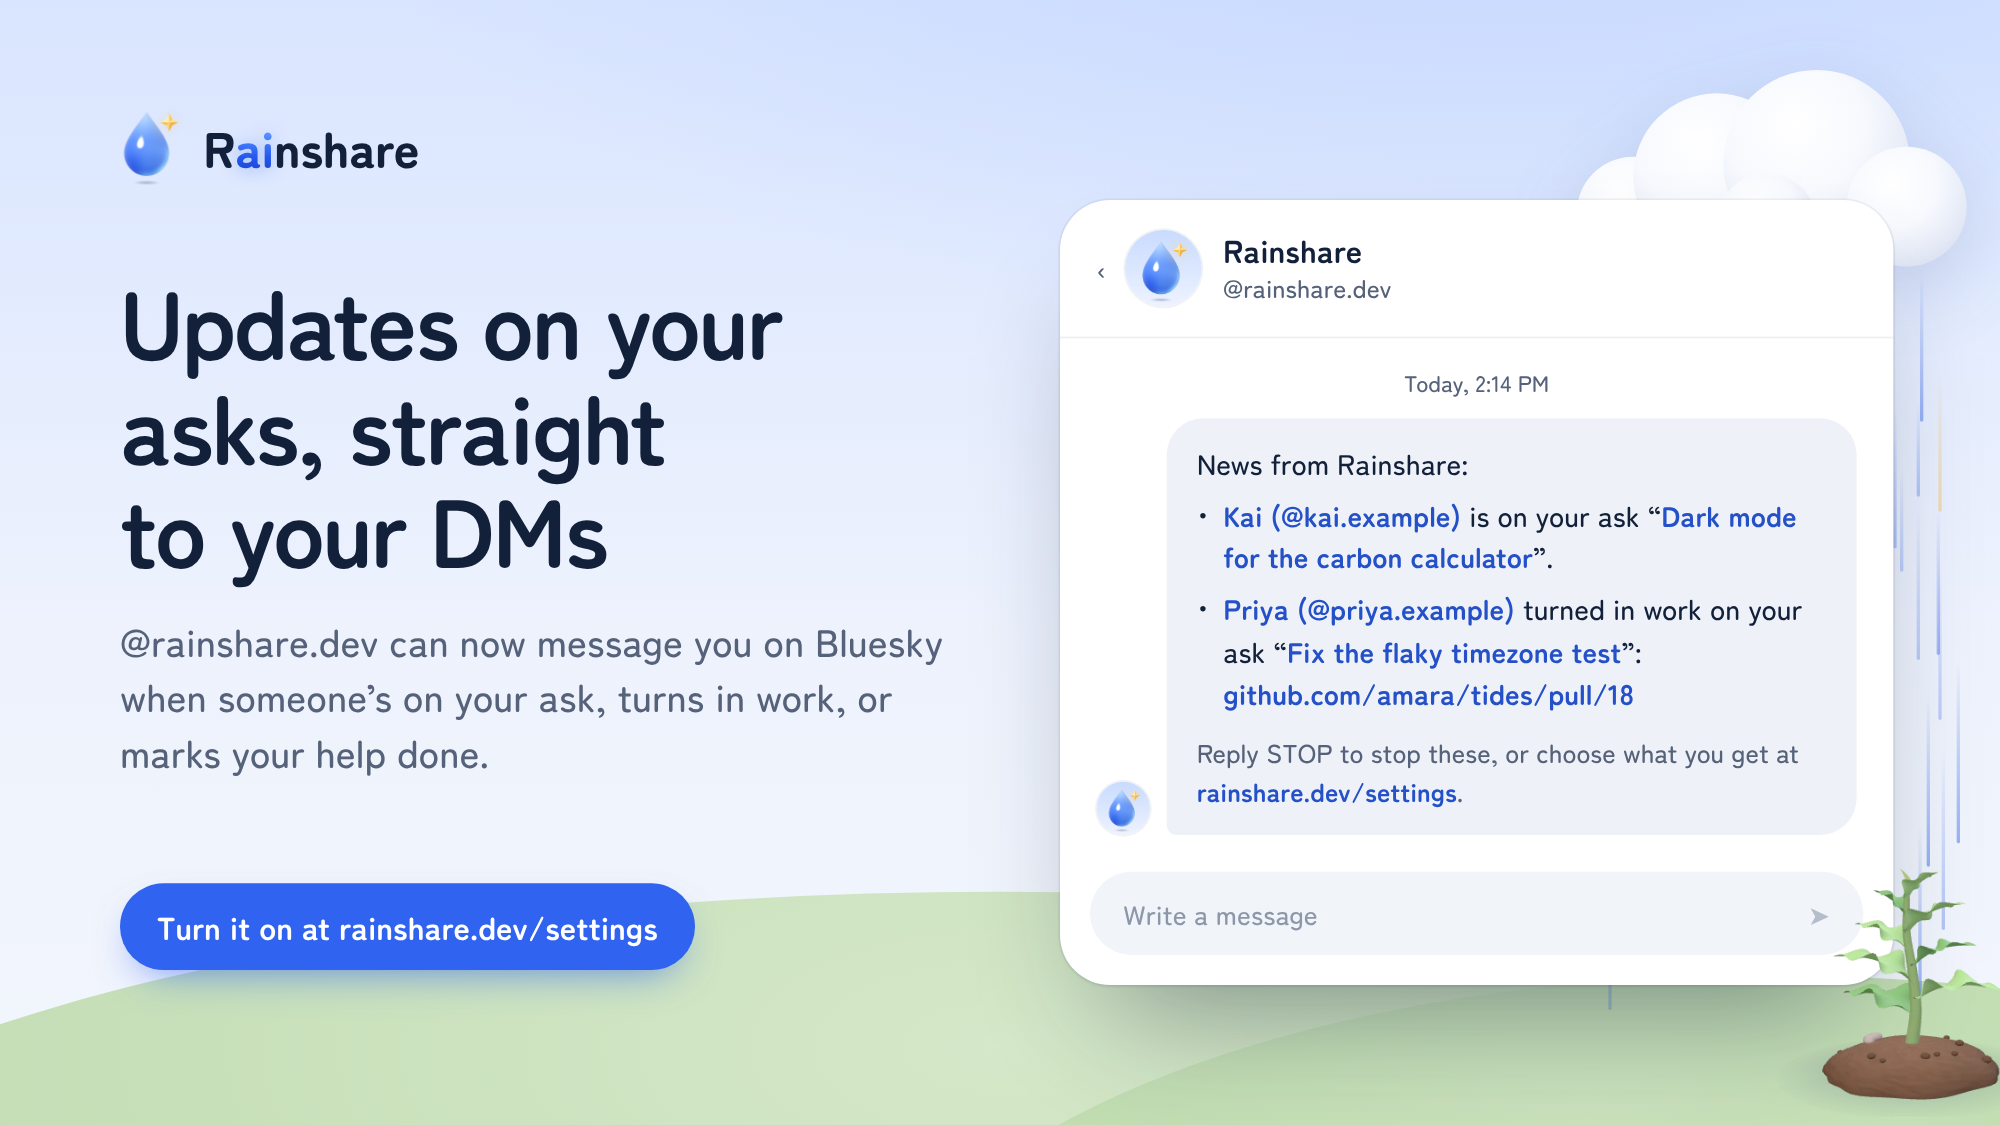 Rainshare
Updates on your
asks, straight
to your DMs
@rainshare.dev can now message you on Bluesky
when someone’s on your ask, turns in work, or
marks your help done.
Turn it on at rainshare.dev/settings
Rainshare
@rainshare.dev
Today, 2:14 PM
News from Rainshare:
• Kai (@kai.example) is on your ask “Dark mode
for the carbon calculator”.
• Priya (@priya.example) turned in work on your
ask “Fix the flaky timezone test”:
github.com/amara/tides/pull/18
Reply STOP to stop these, or choose what you get at
rainshare.dev/settings.
Write a message